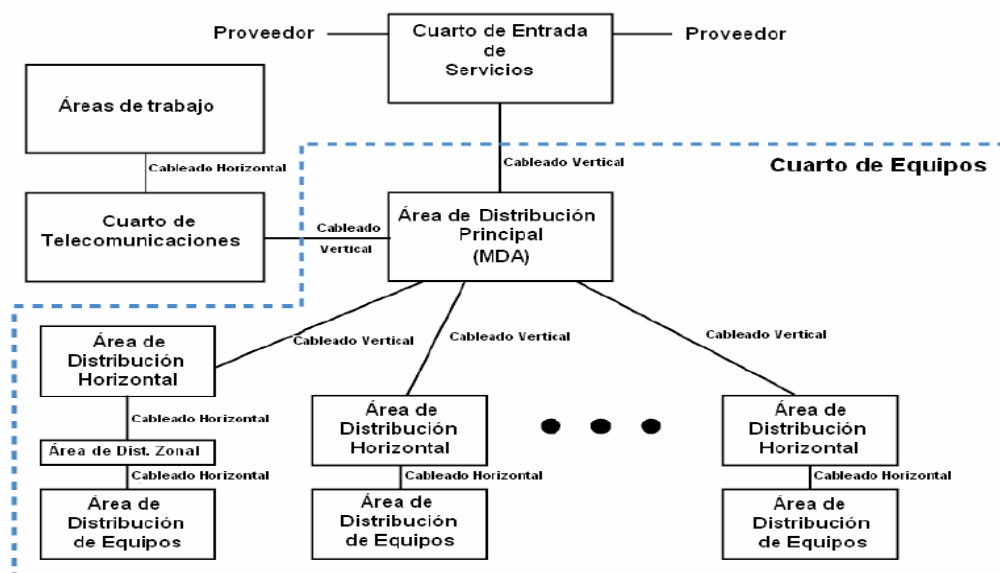 Proveedor
Cuarto de Entrada
de
Servicios
Proveedor
Áreas de trabajo
Cableado Horizontal
Cableado Vertical
Cuarto de Equipos
Cuarto de
Telecomunicaciones
Cableado
Vertical
Área de Distribución
Principal
(MDA)
Cableado Vertical
Cableado Vertical
Cableado Vertical
Área de
Distribución
Horizontal
Cableado Horizontal
Área de Dist. Zonal
Cableado Horizontal
Área de
Distribución
de Equipos
Área de
Distribución
Horizontal
Cableado Horizontal
Área de
Distribución
de Equipos
Área de
Distribución
Horizontal
Cableado Horizontal
Área de
Distribución
de Equipos